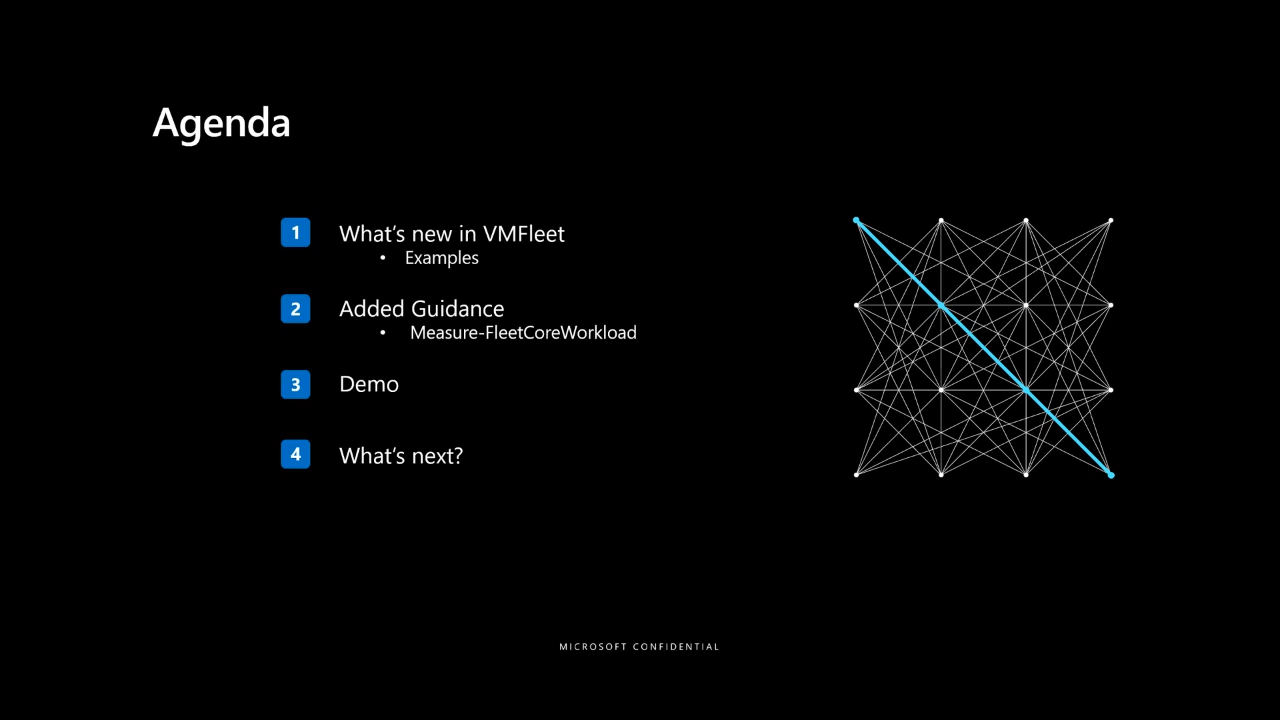 Agenda
1 What's new in VMFleet
• Examples
2 Added Guidance
• Measure-FleetCoreWorkload
3 Demo
4 What's next?
MICROSOFT CONFIDENTIAL